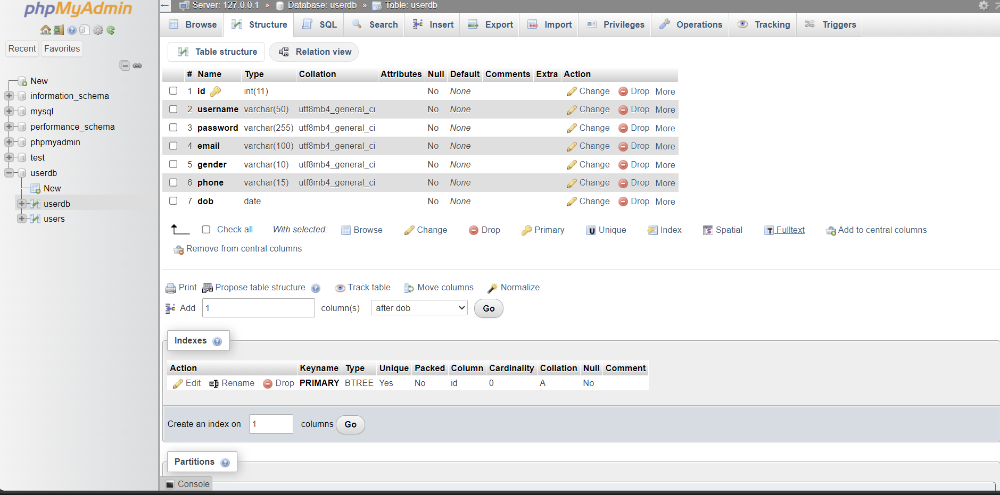 phpMyAdmin
Recent Favorites
New
information_schema
mysql
performance_schema
phpmyadmin
test
userdb
New
userdb
users
Server: 127.0.0.1 » Database: userdb » Table: userdb
Browse Structure SQL Search Insert Export Import Privileges Operations Tracking Triggers
Table structure Relation view
# Name Type Collation Attributes Null Default Comments Extra Action
1 id int(11) No None Change Drop More
2 username varchar(50) utf8mb4_general_ci No None Change Drop More
3 password varchar(255) utf8mb4_general_ci No None Change Drop More
4 email varchar(100) utf8mb4_general_ci No None Change Drop More
5 gender varchar(10) utf8mb4_general_ci No None Change Drop More
6 phone varchar(15) utf8mb4_general_ci No None Change Drop More
7 dob date No None Change Drop More
Check all With selected: Browse Change Drop Primary Unique Index Spatial Fulltext Add to central columns
Remove from central columns
Print Propose table structure Track table Move columns Normalize
Add 1 column(s) after dob Go
Indexes
Action Keyname Type Unique Packed Column Cardinality Collation Null Comment
Edit Rename Drop PRIMARY BTREE Yes No id 0 A No
Create an index on 1 columns Go
Partitions
Console